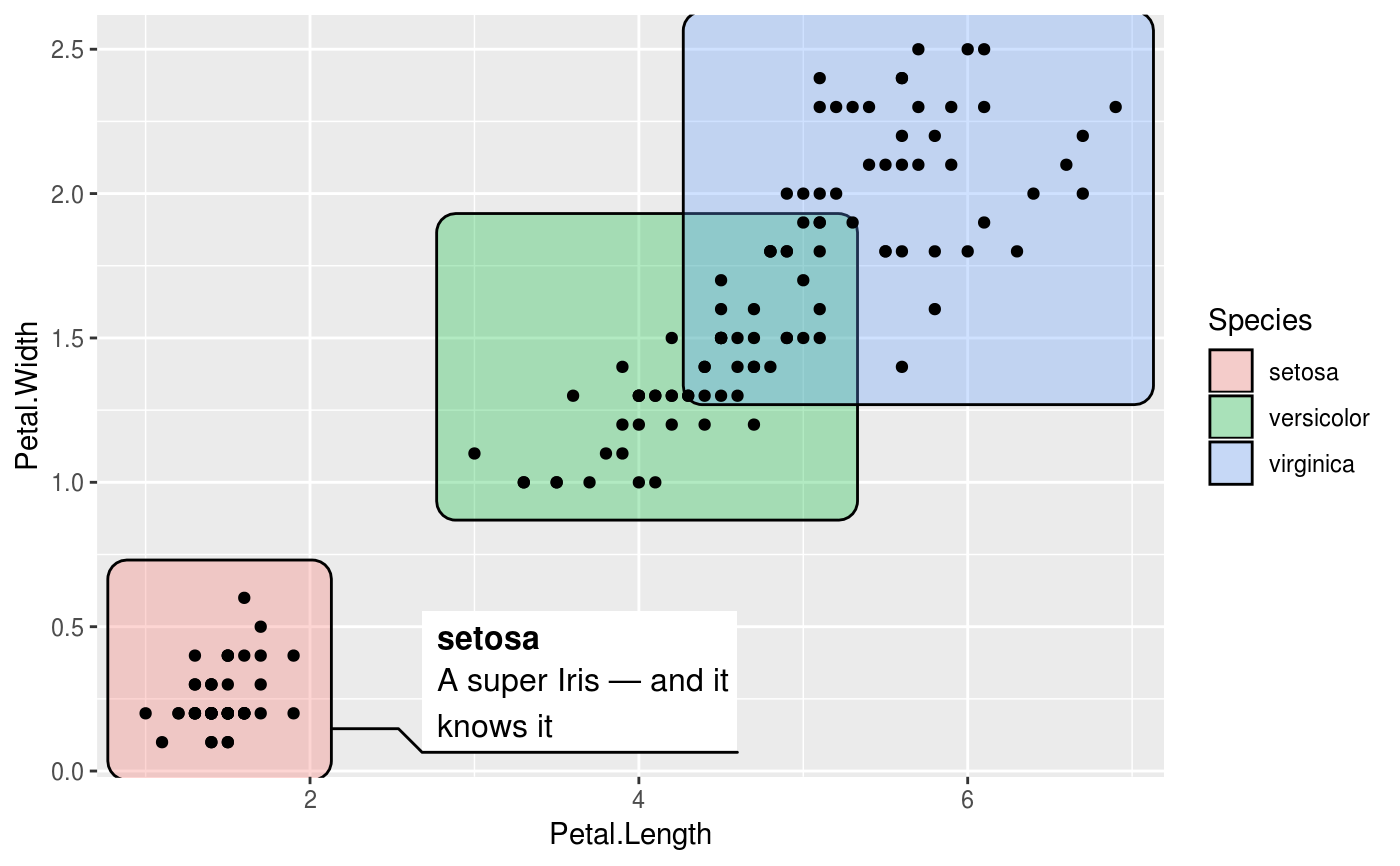 2.5
2.0
1.5
1.0
0.5
0.0
Petal.Width
2
4
6
Petal.Length
setosa
A super Iris — and it
knows it
Species
setosa
versicolor
virginica